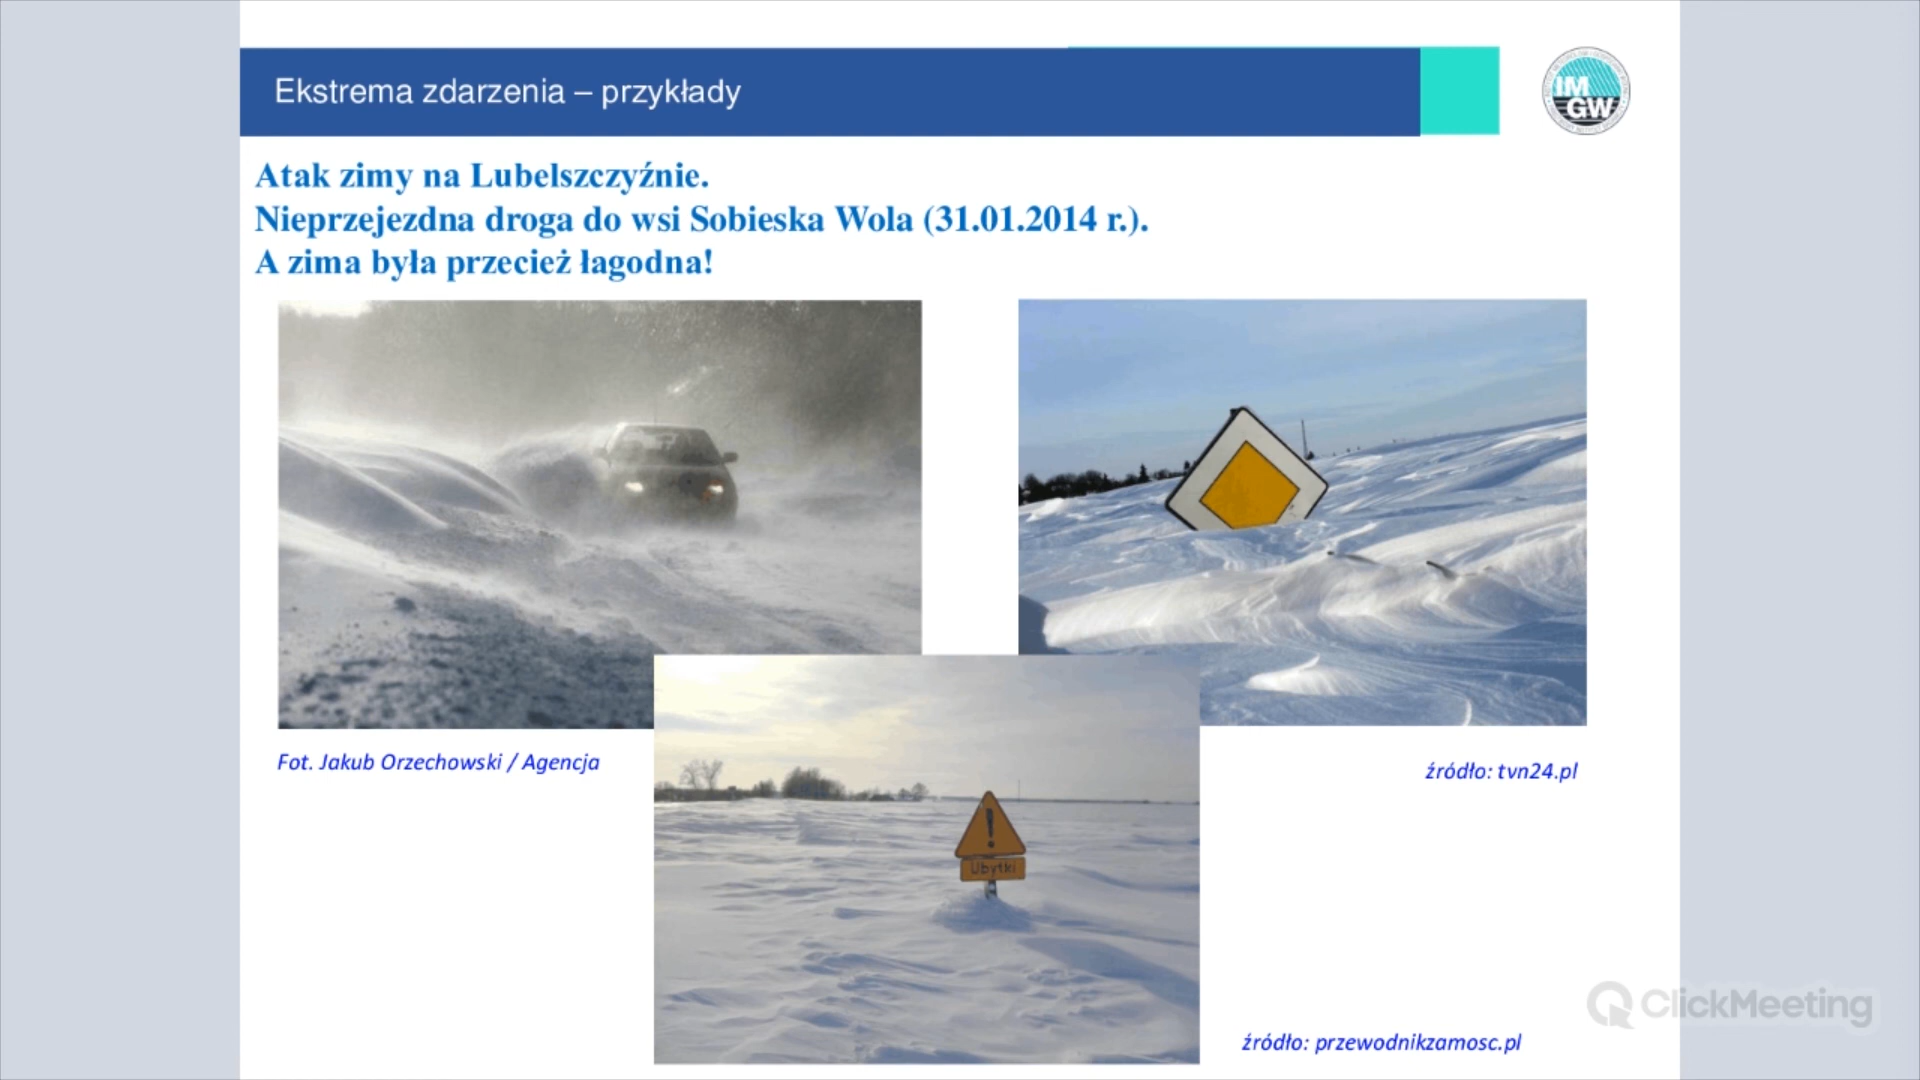 Ekstrema zdarzenia – przykłady
IM
GW
Atak zimy na Lubelszczyźnie.
Nieprzejezdna droga do wsi Sobieska Wola (31.01.2014 r.).
A zima była przecież łagodna!
Fot. Jakub Orzechowski / Agencja
źródło: tvn24.pl
!
Ubytki
źródło: przewodnikzamosc.pl
ClickMeeting